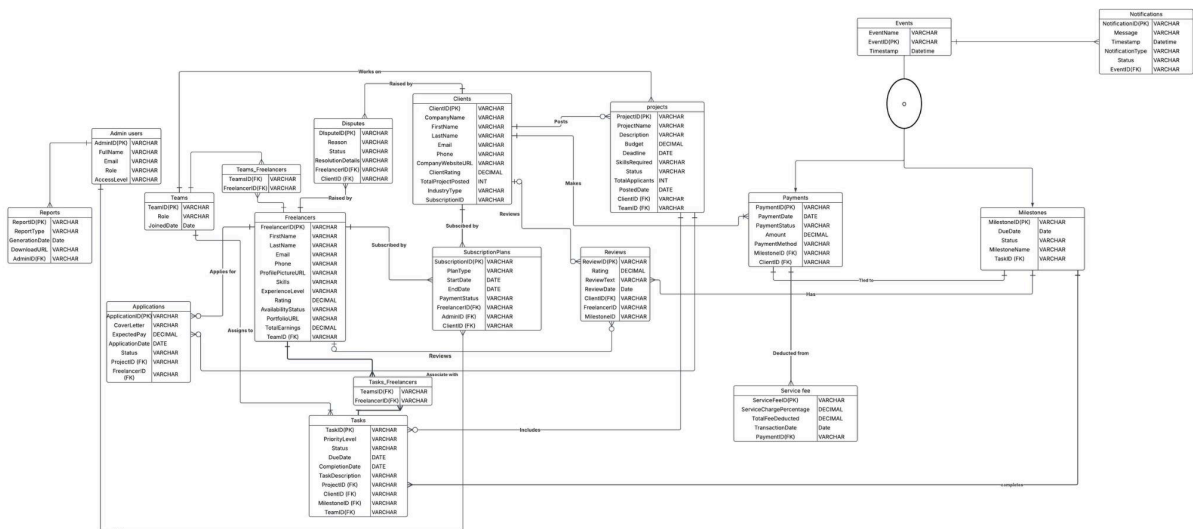 Events
EventName VARCHAR
EventID(PK) VARCHAR
Timestamp Datetime
Notifications
NotificationID(PK) VARCHAR
Message VARCHAR
Timestamp Datetime
NotificationType VARCHAR
Status VARCHAR
EventID(FK) VARCHAR
O
Works on
Raised by
Clients
ClientID(PK) VARCHAR
CompanyName VARCHAR
FirstName VARCHAR
LastName VARCHAR
Email VARCHAR
Phone VARCHAR
CompanyWebsiteURL VARCHAR
ClientRating DECIMAL
TotalProjectPosted INT
IndustryType VARCHAR
SubscriptionID VARCHAR
Posts
Makes
projects
ProjectID(PK) VARCHAR
ProjectName VARCHAR
Description VARCHAR
Budget DECIMAL
Deadline DATE
SkillsRequired VARCHAR
Status VARCHAR
TotalApplicants INT
PostedDate DATE
ClientID (FK) VARCHAR
TeamID (FK) VARCHAR
Disputes
DIsputeID(PK) VARCHAR
Reason VARCHAR
Status VARCHAR
ResolutionDetails VARCHAR
FreelancerID(FK) VARCHAR
ClientID (FK) VARCHAR
Raised by
Admin users
AdminID(PK) VARCHAR
FullName VARCHAR
Email VARCHAR
Role VARCHAR
AccessLevel VARCHAR
Teams_Freelancers
TeamsID(FK) VARCHAR
FreelancerID(FK) VARCHAR
Teams
TeamID(PK) VARCHAR
Role VARCHAR
JoinedDate Date
Reports
ReportID(PK) VARCHAR
ReportType VARCHAR
GenerationDate Date
DownloadURL VARCHAR
AdminID(FK) VARCHAR
Freelancers
FreelancerID(PK) VARCHAR
FirstName VARCHAR
LastName VARCHAR
Email VARCHAR
Phone VARCHAR
ProfilePictureURL VARCHAR
Skills VARCHAR
ExperienceLevel VARCHAR
Rating DECIMAL
AvailabilityStatus VARCHAR
PortfolioURL VARCHAR
TotalEarnings DECIMAL
TeamID (FK) VARCHAR
Reviews
Subscribed by
Subscribed by
SubscriptionPlans
SubscriptionID(PK) VARCHAR
PlanType VARCHAR
StartDate DATE
EndDate DATE
PaymentStatus VARCHAR
FreelancerID(FK) VARCHAR
AdminID (FK) VARCHAR
ClientID (FK) VARCHAR
Reviews
ReviewID(PK) VARCHAR
Rating DECIMAL
ReviewText VARCHAR
ReviewDate Date
ClientID(FK) VARCHAR
FreelancerID VARCHAR
MilestoneID VARCHAR
Payments
PaymentID(PK) VARCHAR
PaymentDate DATE
PaymentStatus VARCHAR
Amount DECIMAL
PaymentMethod VARCHAR
MilestoneID (FK) VARCHAR
ClientID(FK) VARCHAR
Milestones
MilestoneID(PK) VARCHAR
DueDate Date
Status VARCHAR
MilestoneName VARCHAR
TaskID (FK) VARCHAR
Tied to
Has
Applies for
Applications
ApplicationID(PK) VARCHAR
CoverLetter VARCHAR
ExpectedPay DECIMAL
ApplicationDate DATE
Status VARCHAR
ProjectID (FK) VARCHAR
FreelancerID (FK) VARCHAR
Assigns to
Reviews
Associate with
Deducted from
Tasks_Freelancers
TeamsID(FK) VARCHAR
FreelancerID(FK) VARCHAR
Service fee
ServiceFeeID(PK) VARCHAR
ServiceChargePercentage DECIMAL
TotalFeeDeducted DECIMAL
TransactionDate Date
PaymentID(FK) VARCHAR
Tasks
TaskID(PK) VARCHAR
PriorityLevel VARCHAR
Status VARCHAR
DueDate DATE
CompletionDate DATE
TaskDescription VARCHAR
ProjectID (FK) VARCHAR
ClientID (FK) VARCHAR
MilestoneID (FK) VARCHAR
TeamID(FK) VARCHAR
Includes
Completes